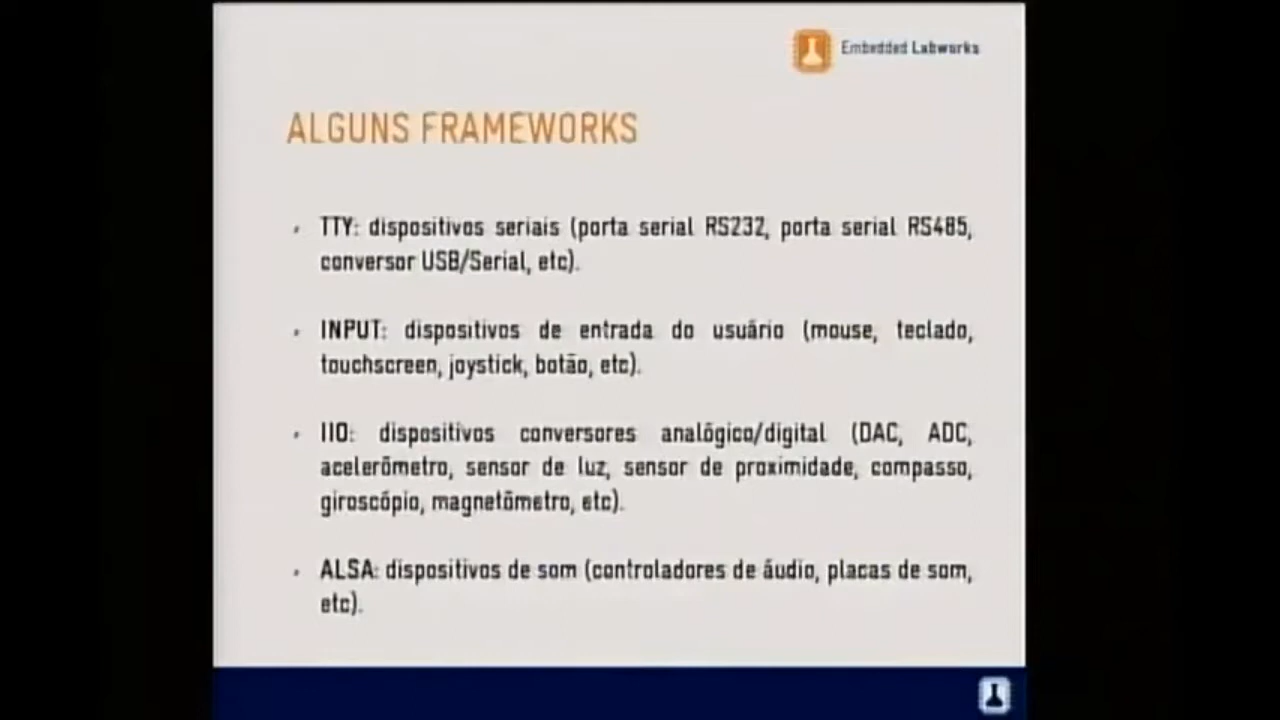 Embedded Labworks
ALGUNS FRAMEWORKS
TTY: dispositivos seriais (porta serial RS232, porta serial RS485,
conversor USB/Serial, etc).
INPUT: dispositivos de entrada do usuário (mouse, teclado,
touchscreen, joystick, botão, etc).
IIO: dispositivos conversores analógico/digital (DAC, ADC,
acelerômetro, sensor de luz, sensor de proximidade, compasso,
giroscópio, magnetômetro, etc).
ALSA: dispositivos de som (controladores de áudio, placas de som,
etc).